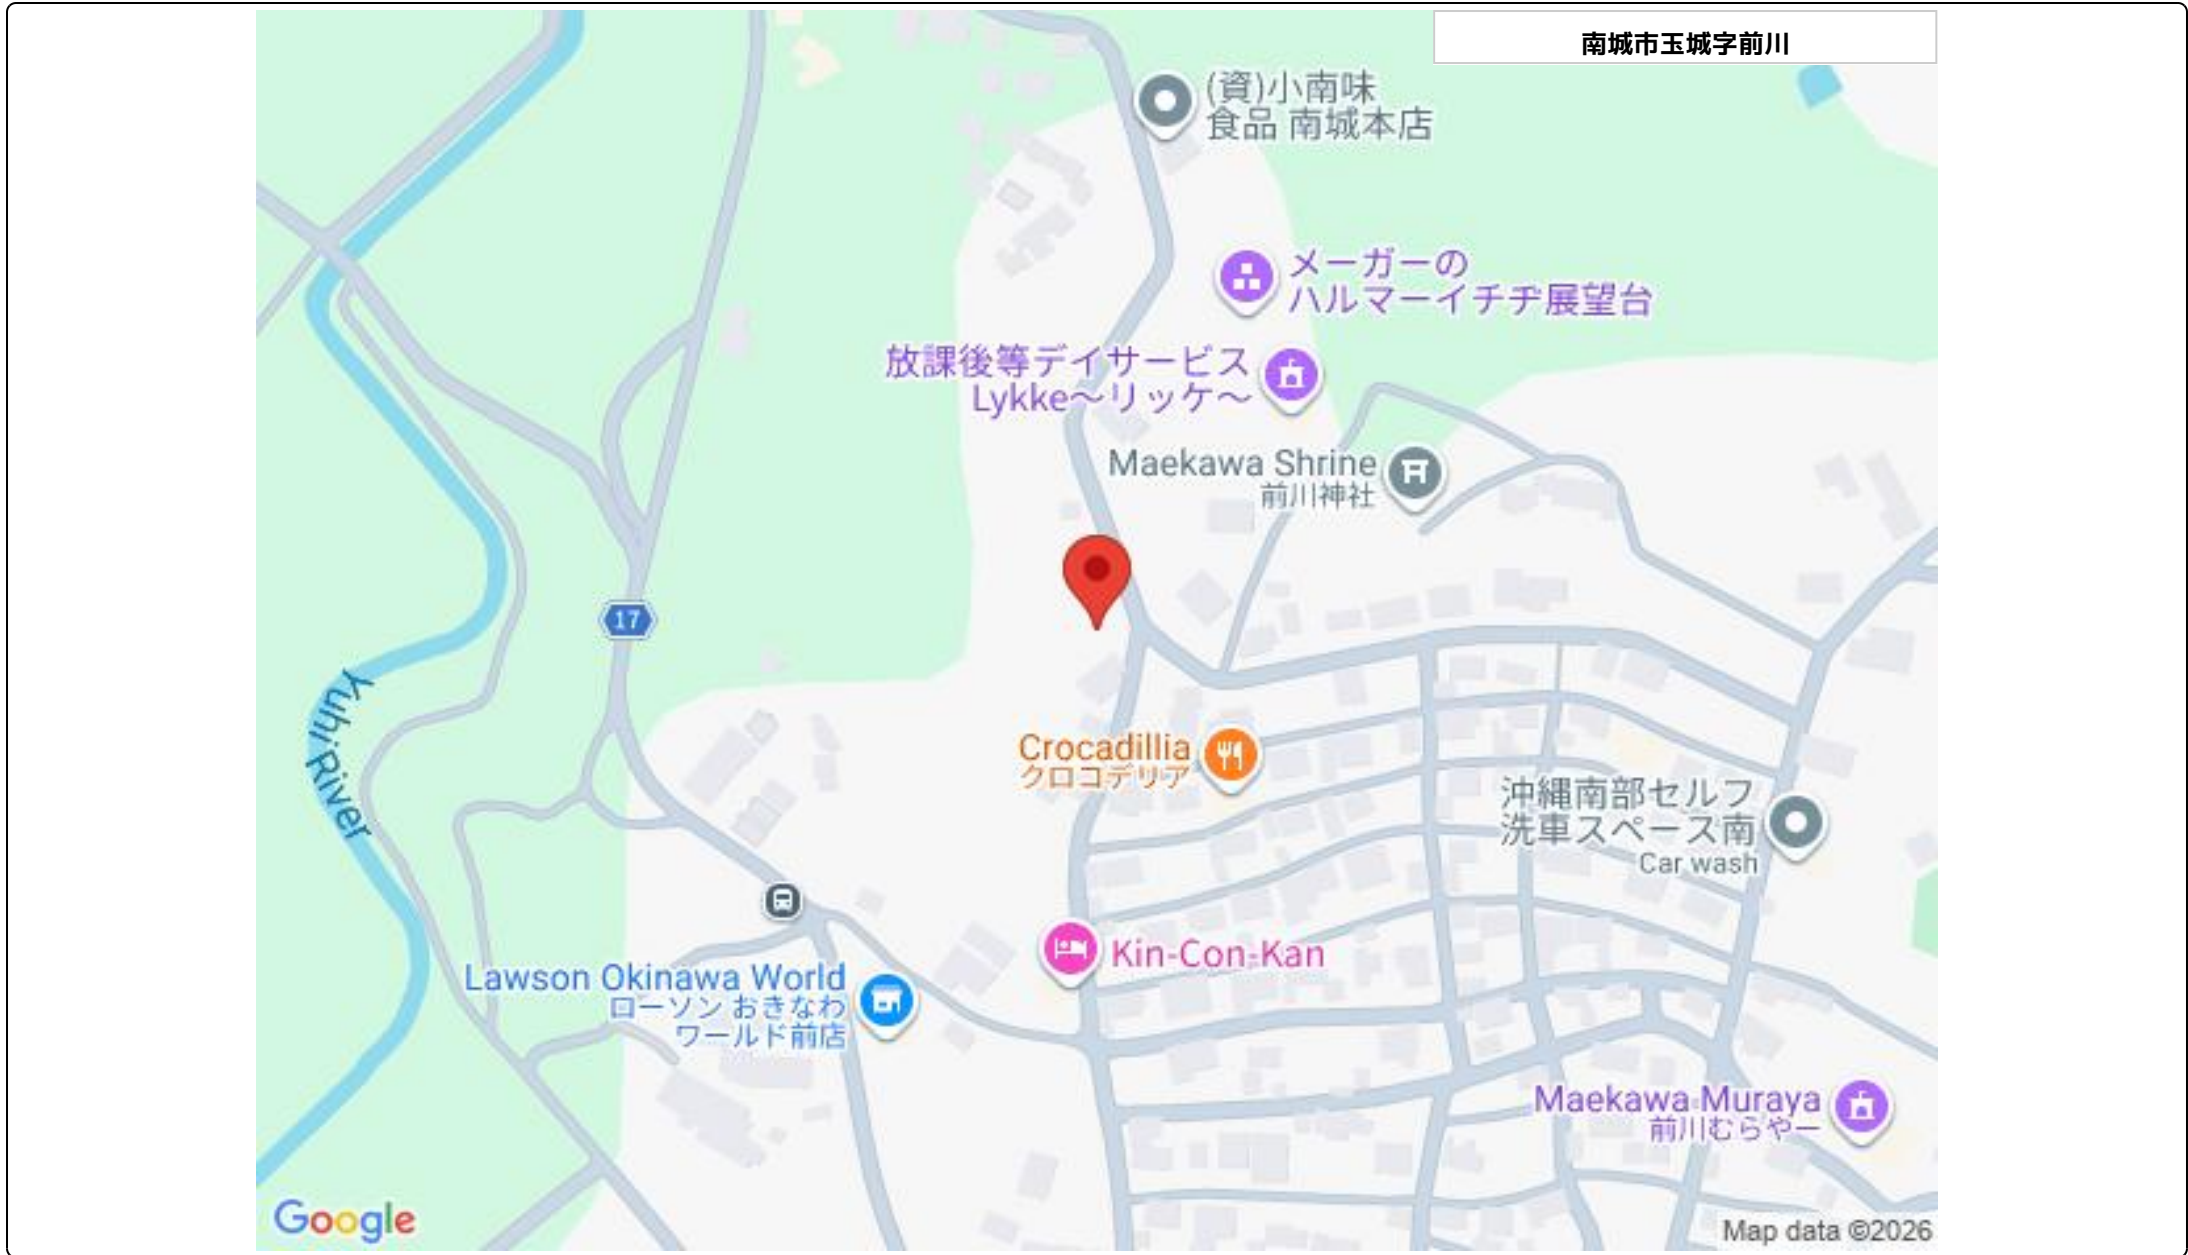 南城市玉城字前川
(資)小南味
食品 南城本店
メーガーの
ハルマーイチヂ展望台
放課後等デイサービス
Lykke〜リッケ〜
Maekawa Shrine
前川神社
17
Yuhi River
Crocadillia
クロコデリア
沖縄南部セルフ
洗車スペース南
Car wash
Kin-Con-Kan
Lawson Okinawa World
ローソン おきなわ
ワールド前店
Maekawa Muraya
前川むらやー
Google
Map data ©2026